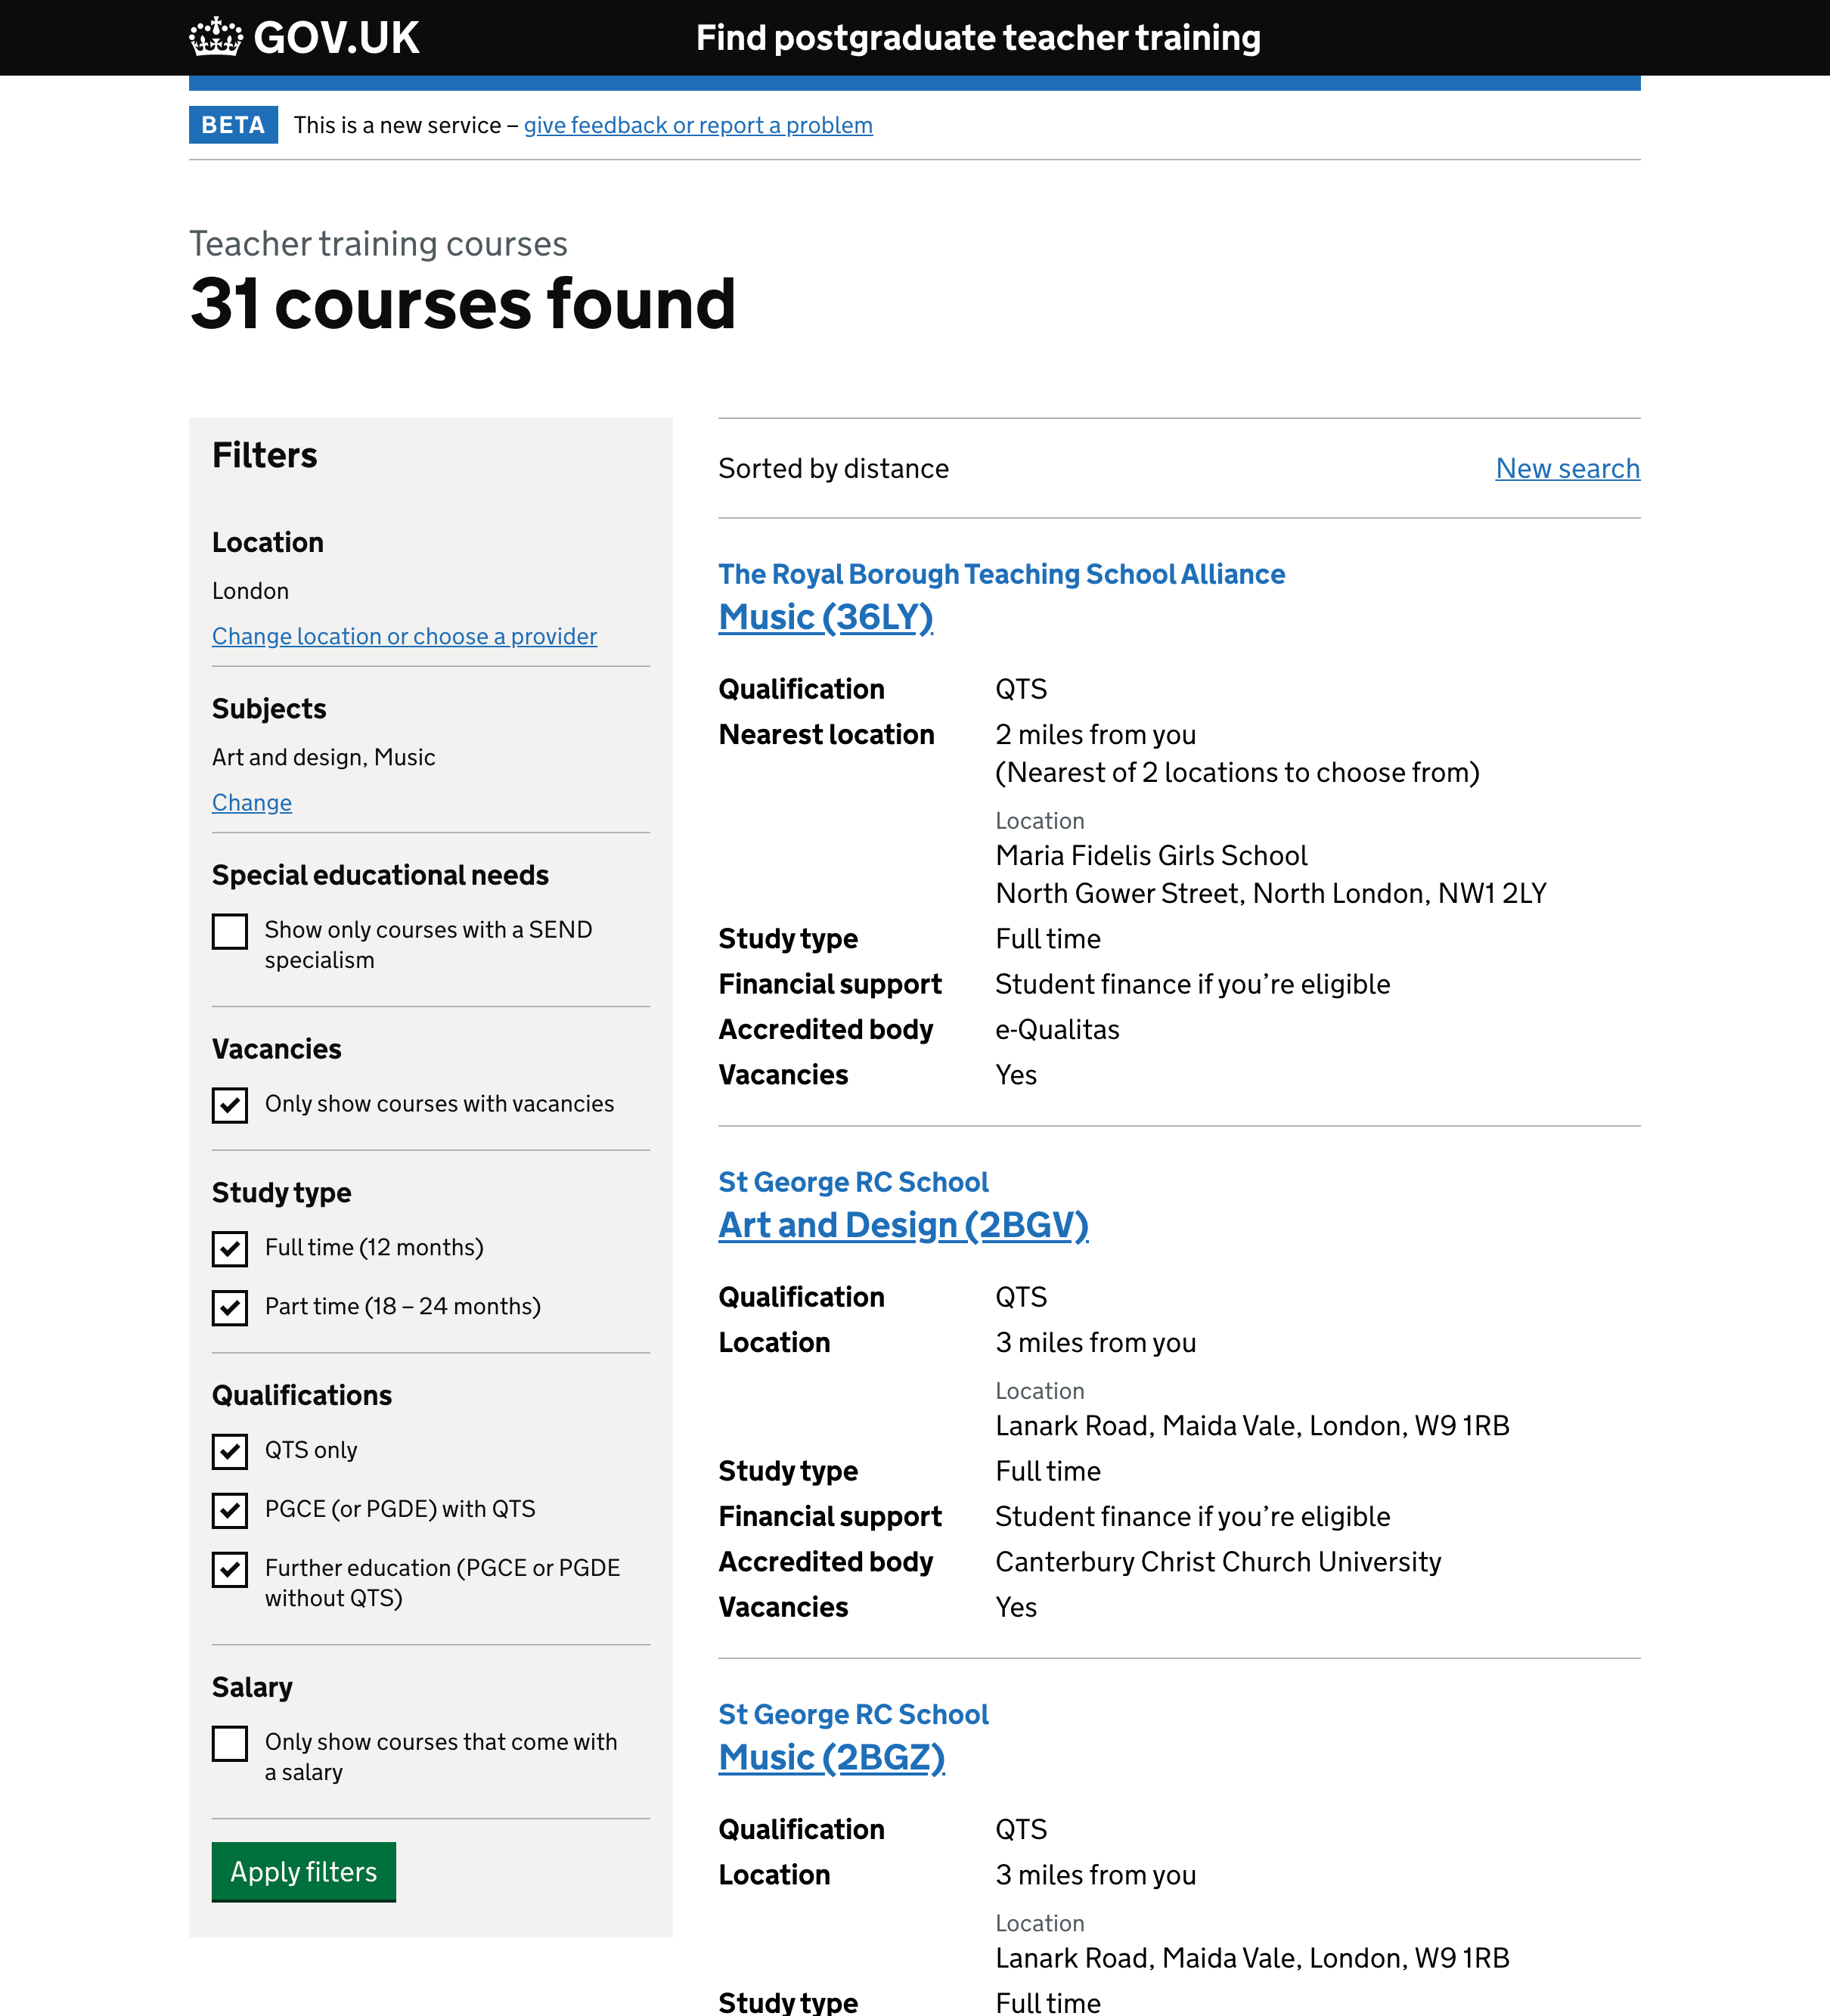 GOV.UK
Find postgraduate teacher training
BETA
This is a new service – give feedback or report a problem
Teacher training courses
31 courses found
Filters
Location
London
Change location or choose a provider
Subjects
Art and design, Music
Change
Special educational needs
Show only courses with a SEND
specialism
Vacancies
Only show courses with vacancies
Study type
Full time (12 months)
Part time (18 – 24 months)
Qualifications
QTS only
PGCE (or PGDE) with QTS
Further education (PGCE or PGDE
without QTS)
Salary
Only show courses that come with
a salary
Apply filters
Sorted by distance
New search
The Royal Borough Teaching School Alliance
Music (36LY)
Qualification QTS
Nearest location 2 miles from you
(Nearest of 2 locations to choose from)
Location
Maria Fidelis Girls School
North Gower Street, North London, NW1 2LY
Study type Full time
Financial support Student finance if you’re eligible
Accredited body e-Qualitas
Vacancies Yes
St George RC School
Art and Design (2BGV)
Qualification QTS
Location 3 miles from you
Location
Lanark Road, Maida Vale, London, W9 1RB
Study type Full time
Financial support Student finance if you’re eligible
Accredited body Canterbury Christ Church University
Vacancies Yes
St George RC School
Music (2BGZ)
Qualification QTS
Location 3 miles from you
Location
Lanark Road, Maida Vale, London, W9 1RB
Study type Full time